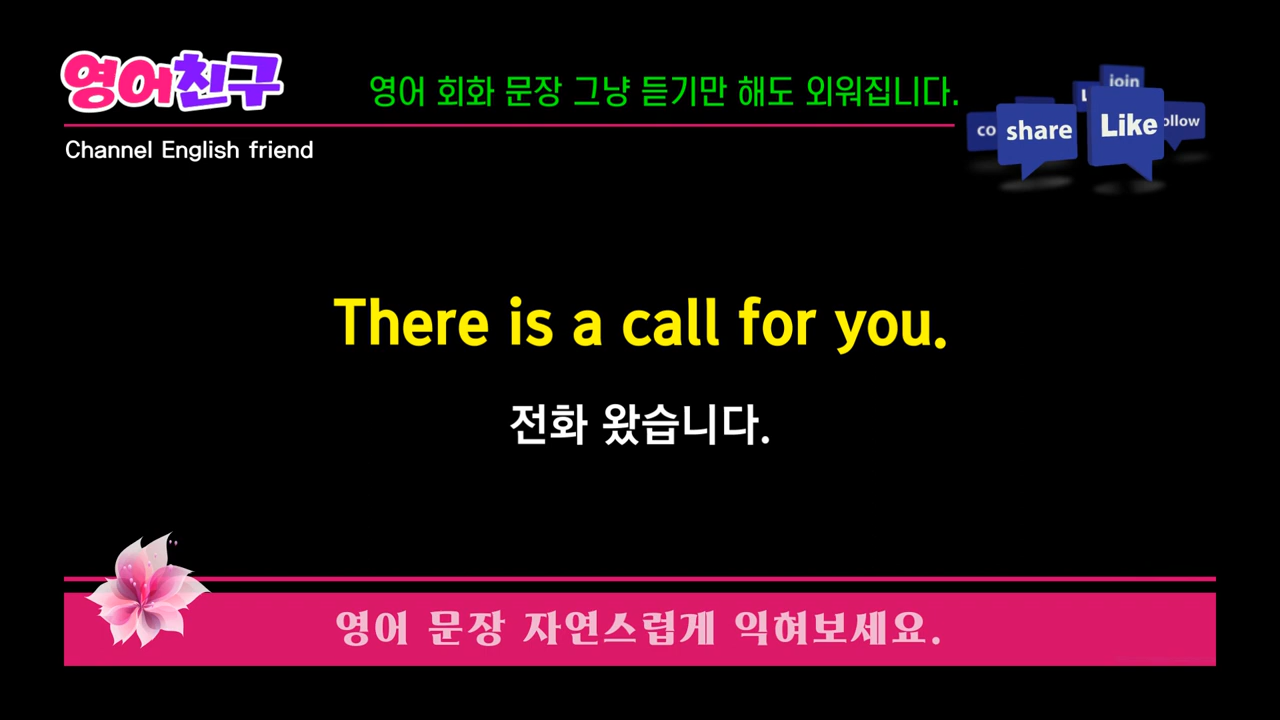 영어친구
영어 회화 문장 그냥 듣기만 해도 외워집니다.
Channel English friend
join
share
Like
There is a call for you.
전화 왔습니다.
영어 문장 자연스럽게 익혀보세요.